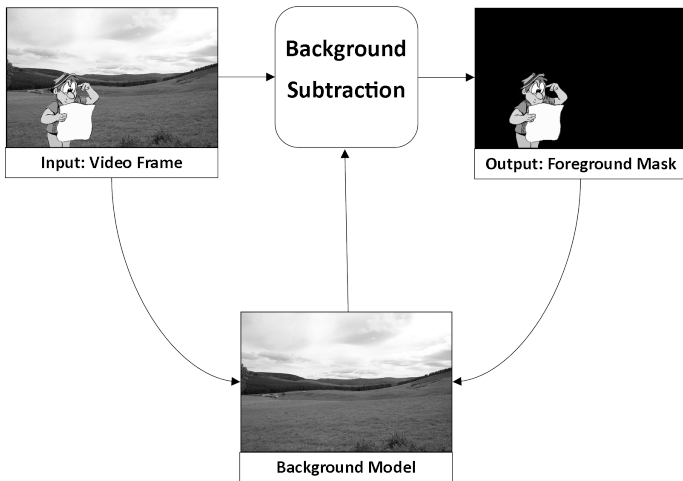 Background
Subtraction
Input: Video Frame
Output: Foreground Mask
Background Model